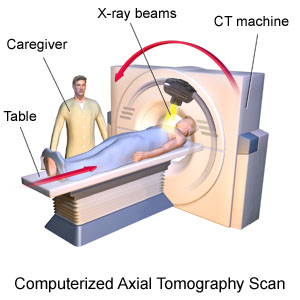 X-ray beams
CT machine
Caregiver
Table
Computerized Axial Tomography Scan